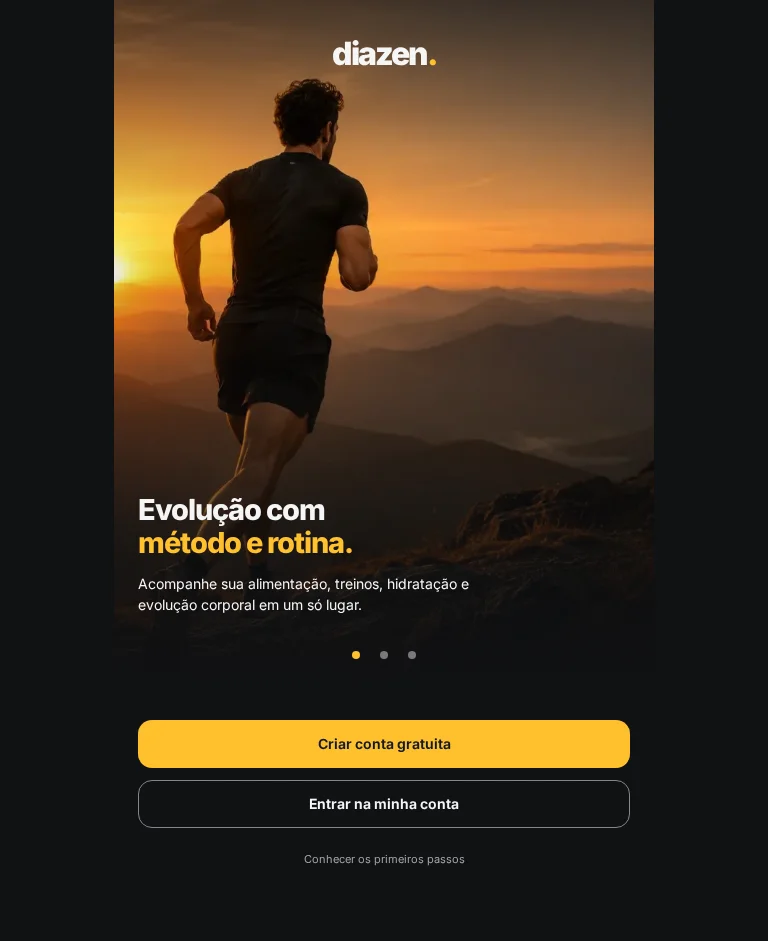 diazen.
Evolução com
método e rotina.
Acompanhe sua alimentação, treinos, hidratação e
evolução corporal em um só lugar.
Criar conta gratuita
Entrar na minha conta
Conhecer os primeiros passos